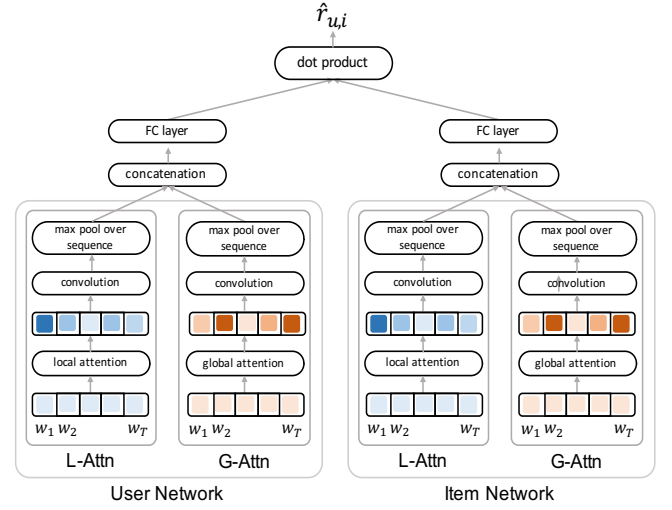 r̂u,i
dot product
FC layer
FC layer
concatenation
concatenation
max pool over
sequence
max pool over
sequence
max pool over
sequence
max pool over
sequence
convolution
convolution
convolution
convolution
local attention
global attention
local attention
global attention
w1 w2 wT
w1 w2 wT
w1 w2 wT
w1 w2 wT
L-Attn
G-Attn
L-Attn
G-Attn
User Network
Item Network